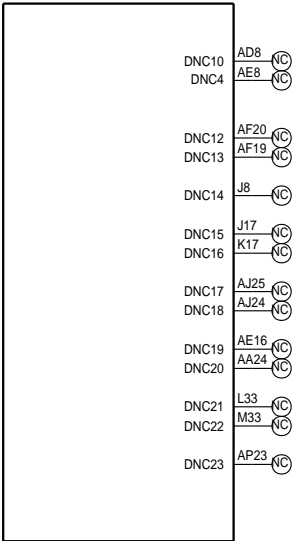 DNC10 AD8 NC
DNC4 AE8 NC
DNC12 AF20 NC
DNC13 AF19 NC
DNC14 J8 NC
DNC15 J17 NC
DNC16 K17 NC
DNC17 AJ25 NC
DNC18 AJ24 NC
DNC19 AE16 NC
DNC20 AA24 NC
DNC21 L33 NC
DNC22 M33 NC
DNC23 AP23 NC